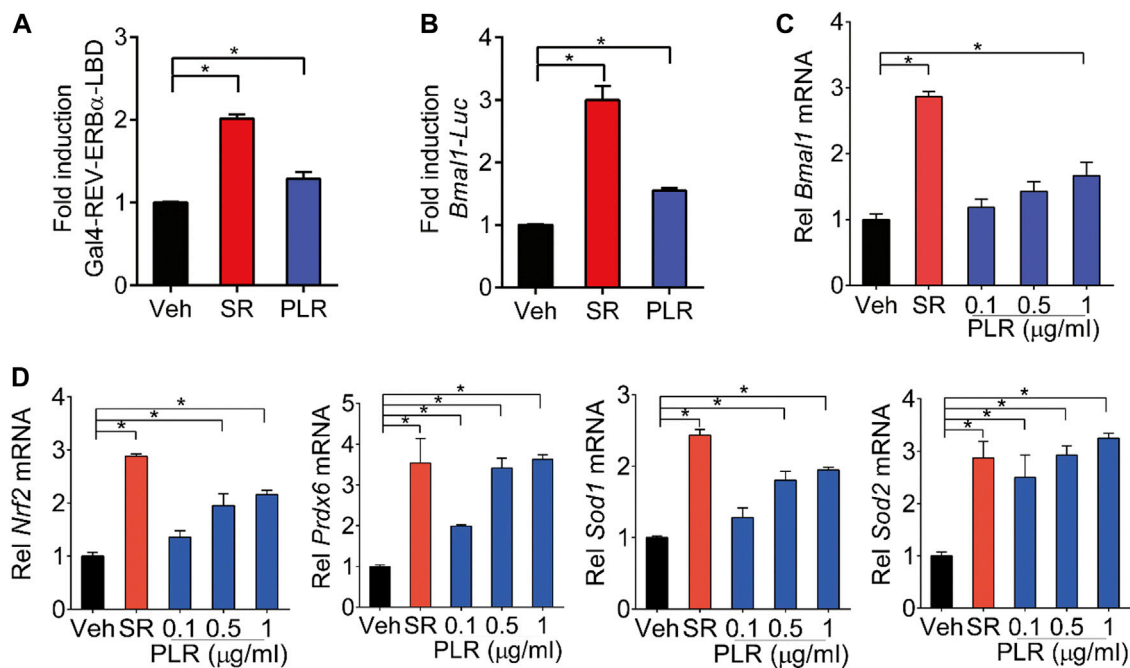 A
Fold induction
Gal4-REV-ERBα-LBD
3
2
1
0
*
*
Veh SR PLR
B
Fold induction
Bmal1-Luc
4
3
2
1
0
*
*
Veh SR PLR
C
Rel Bmal1 mRNA
4
3
2
1
0
*
*
Veh SR 0.1 0.5 1
PLR (μg/ml)
D
Rel Nrf2 mRNA
4
3
2
1
0
*
*
*
Veh SR 0.1 0.5 1
PLR (μg/ml)
Rel Prdx6 mRNA
6
5
4
3
2
1
0
*
*
*
*
Veh SR 0.1 0.5 1
PLR (μg/ml)
Rel Sod1 mRNA
3
2
1
0
*
*
*
Veh SR 0.1 0.5 1
PLR (μg/ml)
Rel Sod2 mRNA
4
3
2
1
0
*
*
*
*
Veh SR 0.1 0.5 1
PLR (μg/ml)